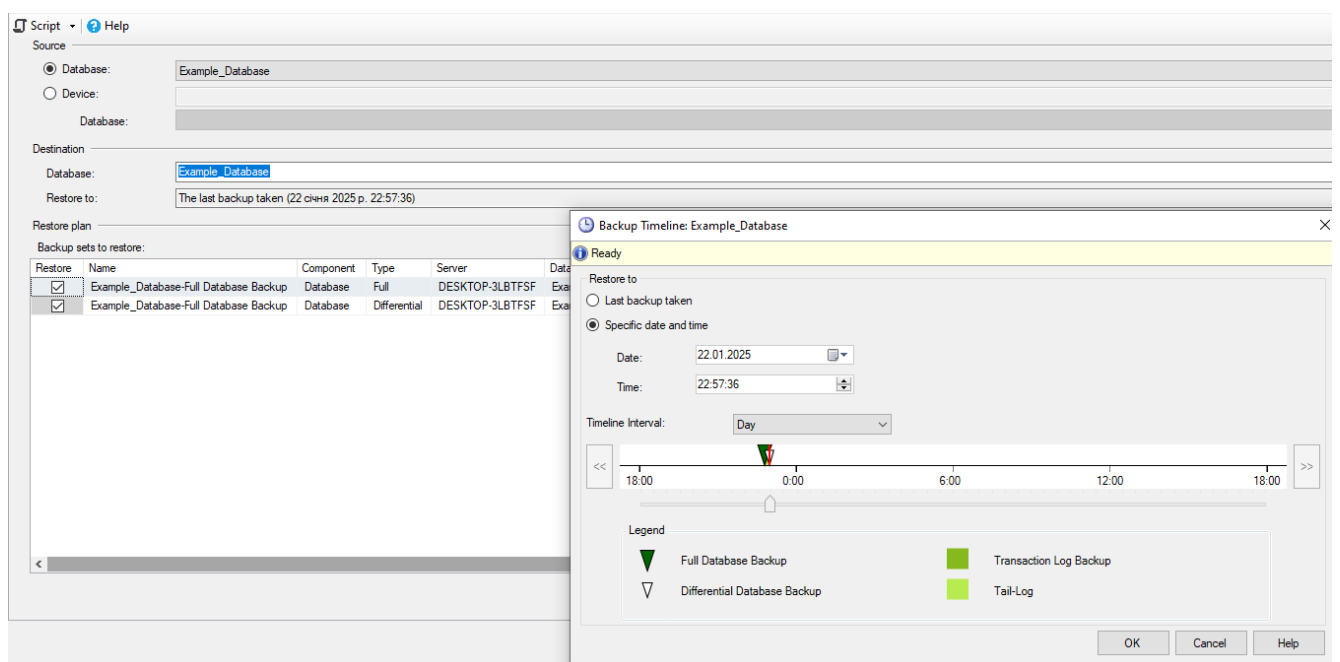 Script Help
Source
Database: Example_Database
Device:
Database:
Destination
Database: Example_Database
Restore to: The last backup taken (22 січня 2025 р. 22:57:36)
Restore plan
Backup sets to restore:
Restore Name Component Type Server Data
Example_Database-Full Database Backup Database Full DESKTOP-3LBTFSF Exa
Example_Database-Full Database Backup Database Differential DESKTOP-3LBTFSF Exa
Backup Timeline: Example_Database
Ready
Restore to
Last backup taken
Specific date and time
Date: 22.01.2025
Time: 22:57:36
Timeline Interval: Day
<< >>
18:00 0:00 6:00 12:00 18:00
Legend
Full Database Backup Transaction Log Backup
Differential Database Backup Tail-Log
OK Cancel Help